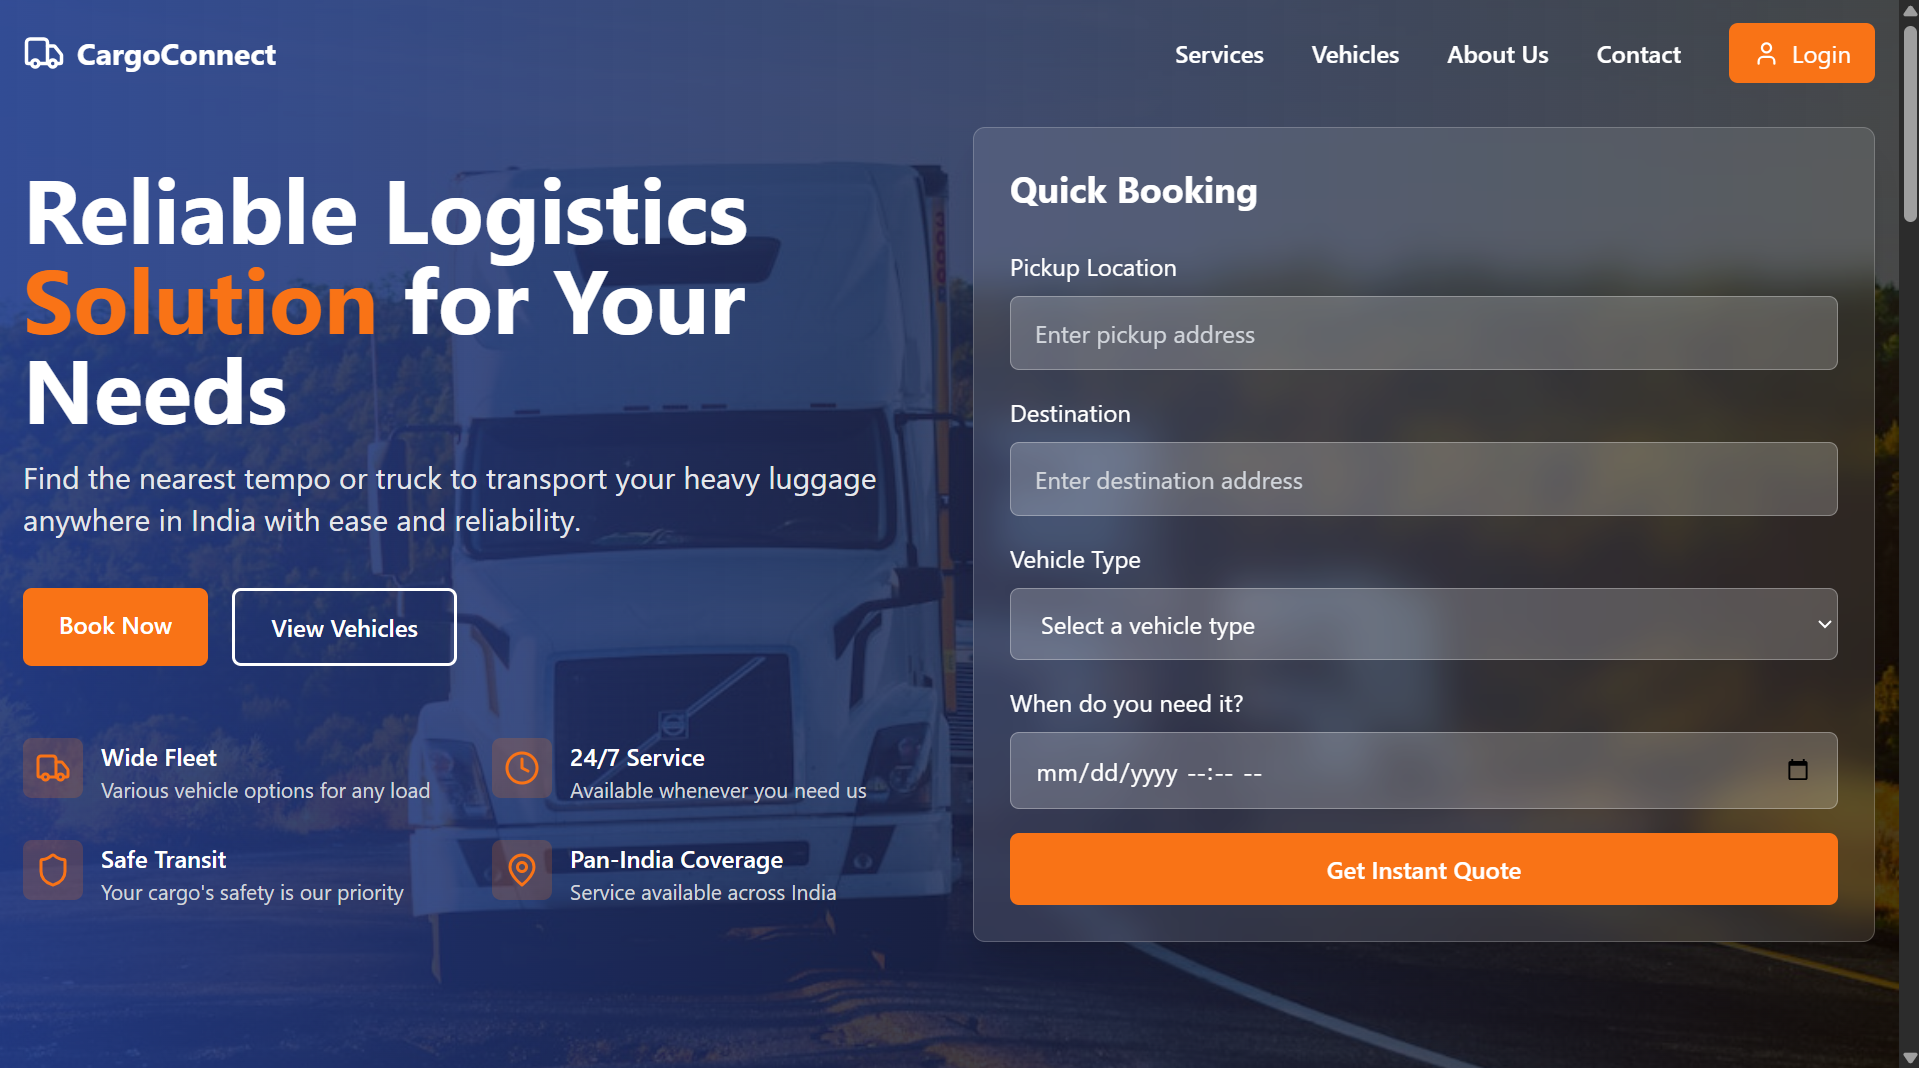 CargoConnect
Services
Vehicles
About Us
Contact
Login
Reliable Logistics
Solution for Your
Needs
Find the nearest tempo or truck to transport your heavy luggage
anywhere in India with ease and reliability.
Book Now
View Vehicles
Wide Fleet
Various vehicle options for any load
24/7 Service
Available whenever you need us
Safe Transit
Your cargo's safety is our priority
Pan-India Coverage
Service available across India
Quick Booking
Pickup Location
Enter pickup address
Destination
Enter destination address
Vehicle Type
Select a vehicle type
When do you need it?
mm/dd/yyyy --:-- --
Get Instant Quote